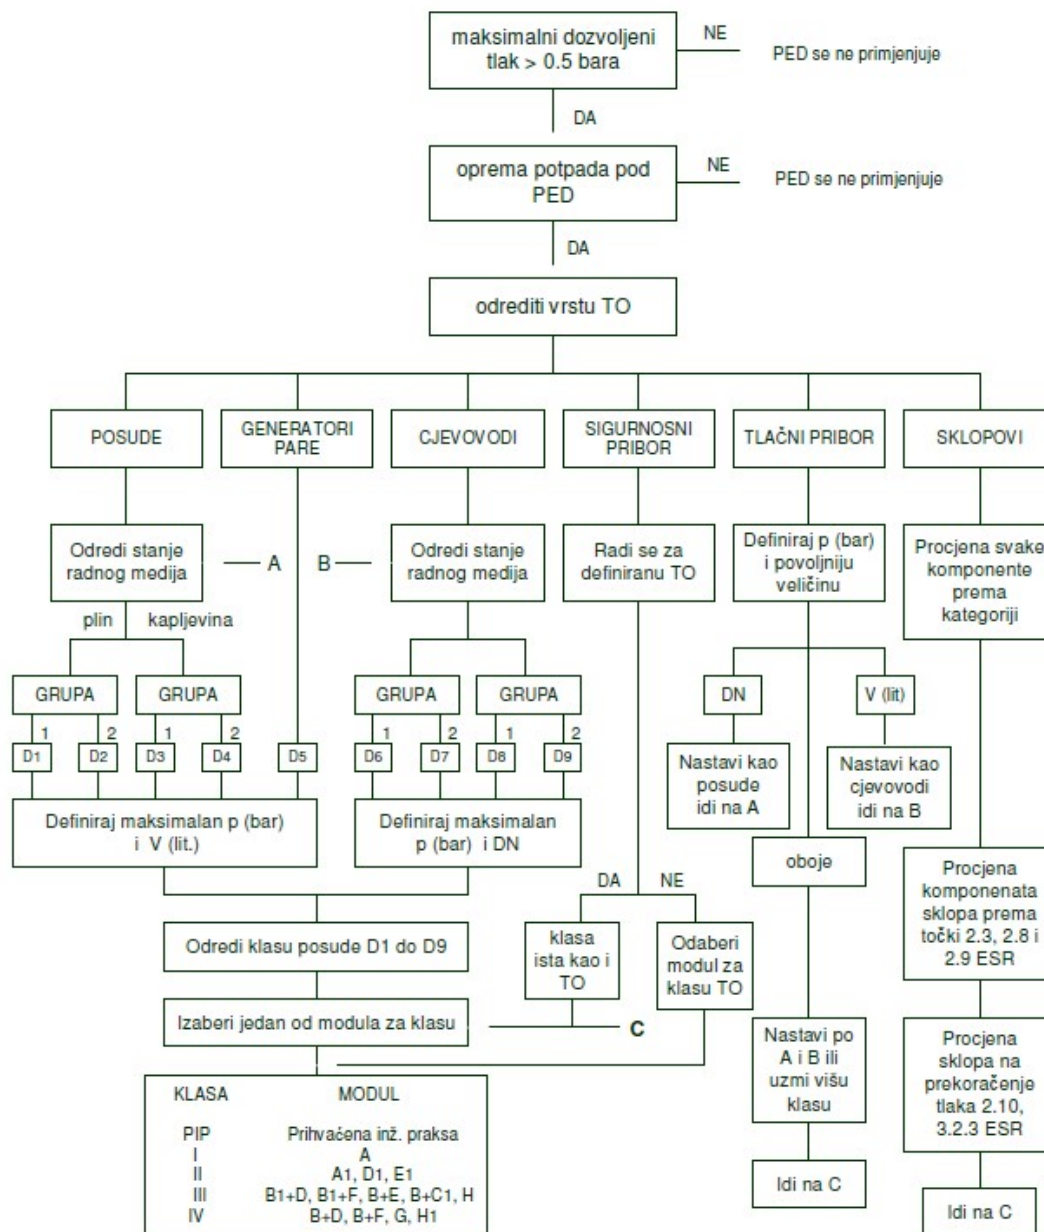 maksimalni dozvoljeni
tlak > 0.5 bara
NE
PED se ne primjenjuje
DA
oprema potpada pod
PED
NE
PED se ne primjenjuje
DA
odrediti vrstu TO
POSUDE
GENERATORI
PARE
CJEVOVODI
SIGURNOSNI
PRIBOR
TLAČNI PRIBOR
SKLOPOVI
Odredi stanje
radnog medija
A
B
Odredi stanje
radnog medija
Radi se za
definiranu TO
Definiraj p (bar)
i povoljniju
veličinu
Procjena svake
komponente
prema
kategoriji
plin kapljevina
GRUPA
GRUPA
GRUPA
GRUPA
DN
V (lit)
1 2 1 2 1 2 1 2
D1 D2 D3 D4 D5 D6 D7 D8 D9
Nastavi kao
posude
idi na A
Nastavi kao
cjevovodi
idi na B
Definiraj maksimalan p (bar)
i V (lit.)
Definiraj maksimalan
p (bar) i DN
oboje
Procjena
komponenata
sklopa prema
točki 2.3, 2.8 i
2.9 ESR
DA NE
Odredi klasu posude D1 do D9
klasa
ista kao i
TO
Odaberi
modul za
klasu TO
Izaberi jedan od modula za klasu
C
Nastavi po
A i B ili
uzmi višu
klasu
Procjena
sklopa na
prekoračenje
tlaka 2.10,
3.2.3 ESR
KLASA MODUL
PIP Prihvaćena inž. praksa
I A
II A1, D1, E1
III B1+D, B1+F, B+E, B+C1, H
IV B+D, B+F, G, H1
Idi na C
Idi na C